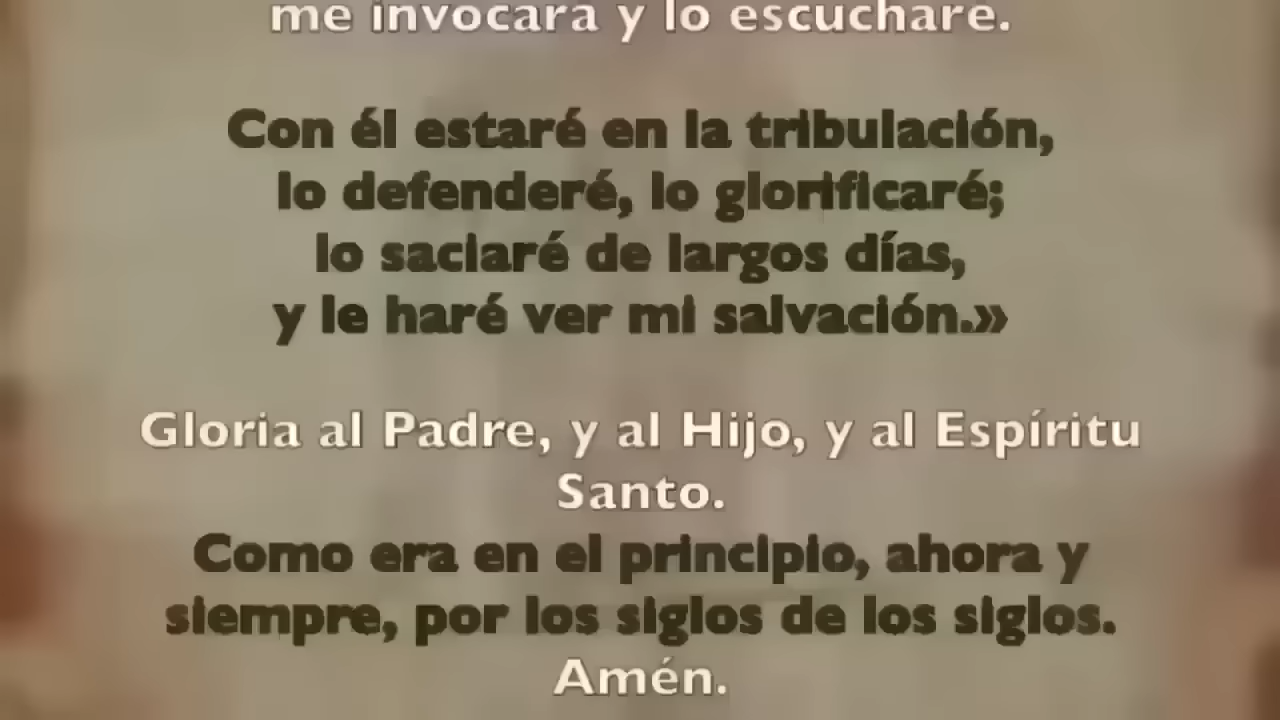 me invocará y lo escucharé.
Con él estaré en la tribulación,
lo defenderé, lo glorificaré;
lo saciaré de largos días,
y le haré ver mi salvación.»
Gloria al Padre, y al Hijo, y al Espíritu
Santo.
Como era en el principio, ahora y
siempre, por los siglos de los siglos.
Amén.